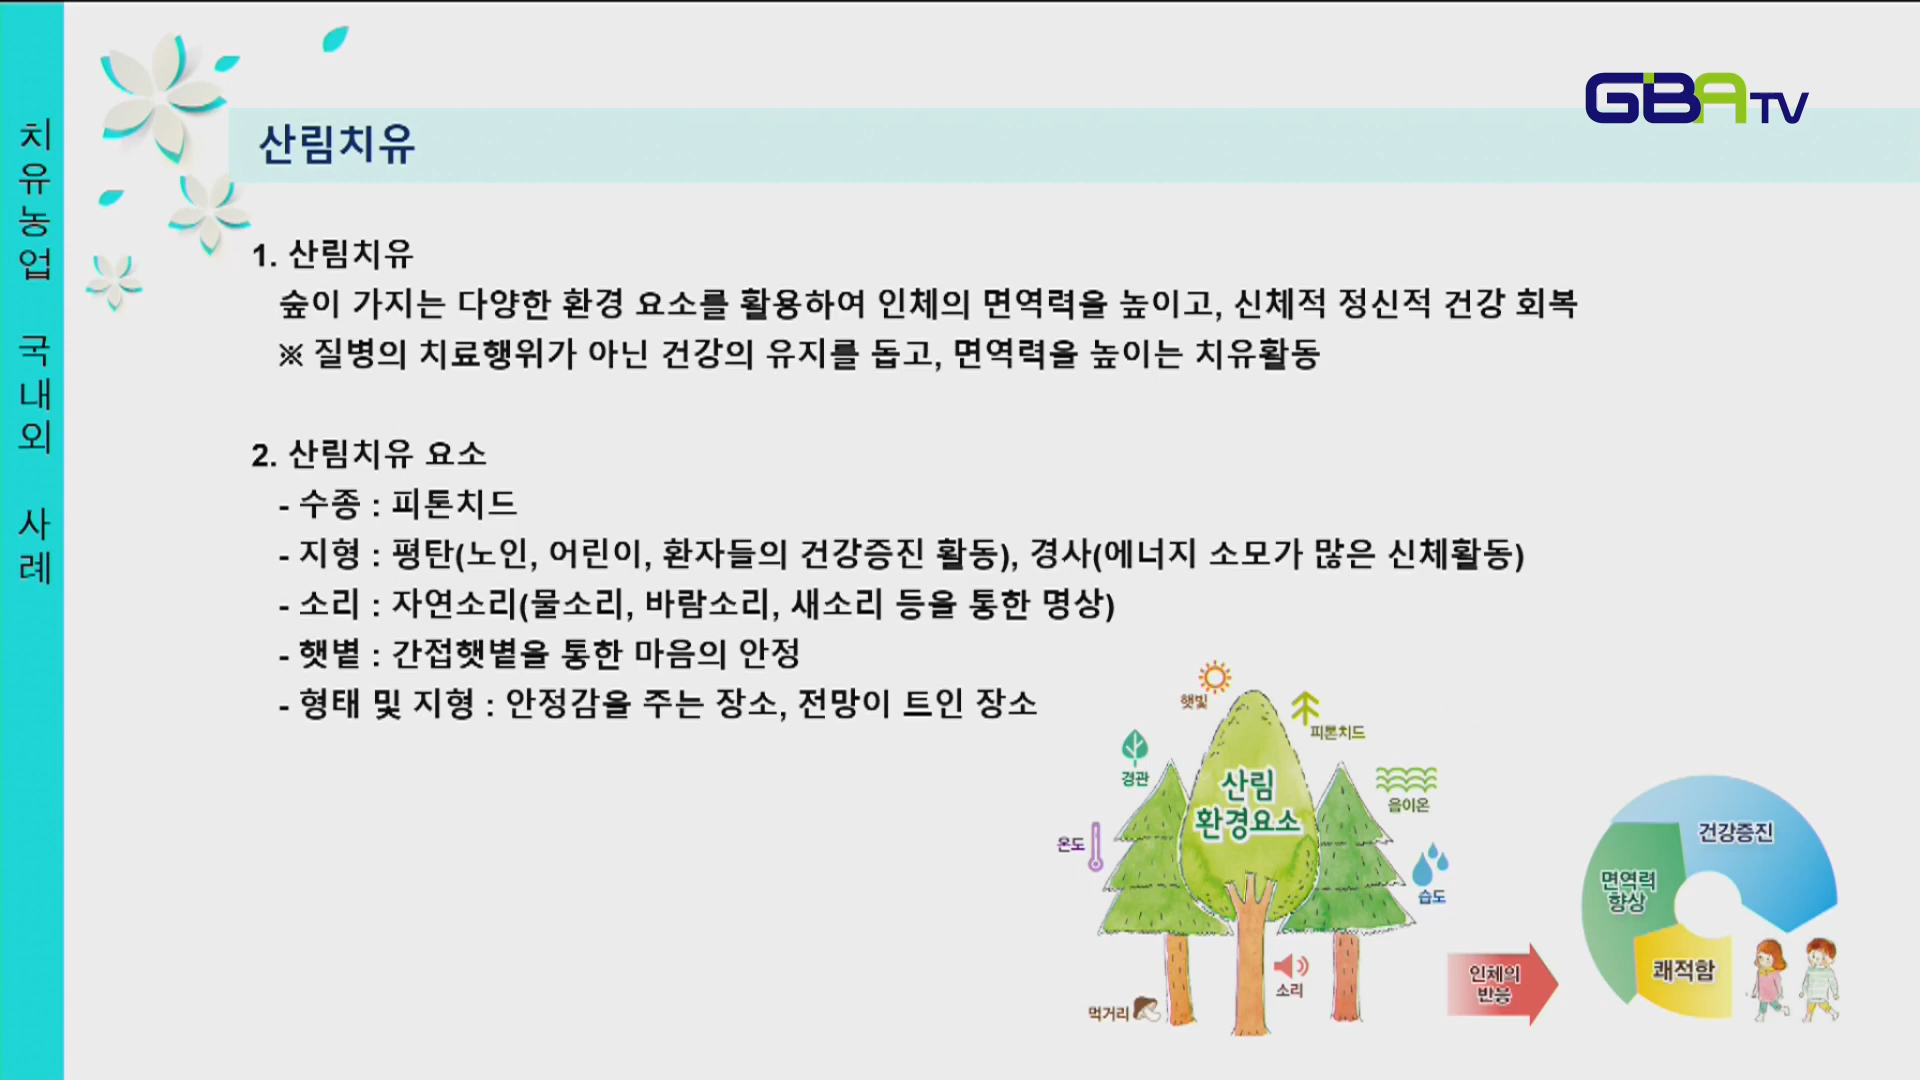 치유농업 국내외 사례
GBA TV
산림치유
1. 산림치유
숲이 가지는 다양한 환경 요소를 활용하여 인체의 면역력을 높이고, 신체적 정신적 건강 회복
※ 질병의 치료행위가 아닌 건강의 유지를 돕고, 면역력을 높이는 치유활동
2. 산림치유 요소
- 수종 : 피톤치드
- 지형 : 평탄(노인, 어린이, 환자들의 건강증진 활동), 경사(에너지 소모가 많은 신체활동)
- 소리 : 자연소리(물소리, 바람소리, 새소리 등을 통한 명상)
- 햇볕 : 간접햇볕을 통한 마음의 안정
- 형태 및 지형 : 안정감을 주는 장소, 전망이 트인 장소
햇빛
피톤치드
경관
산림
환경요소
음이온
온도
습도
소리
먹거리
인체의
반응
건강증진
면역력
향상
쾌적함